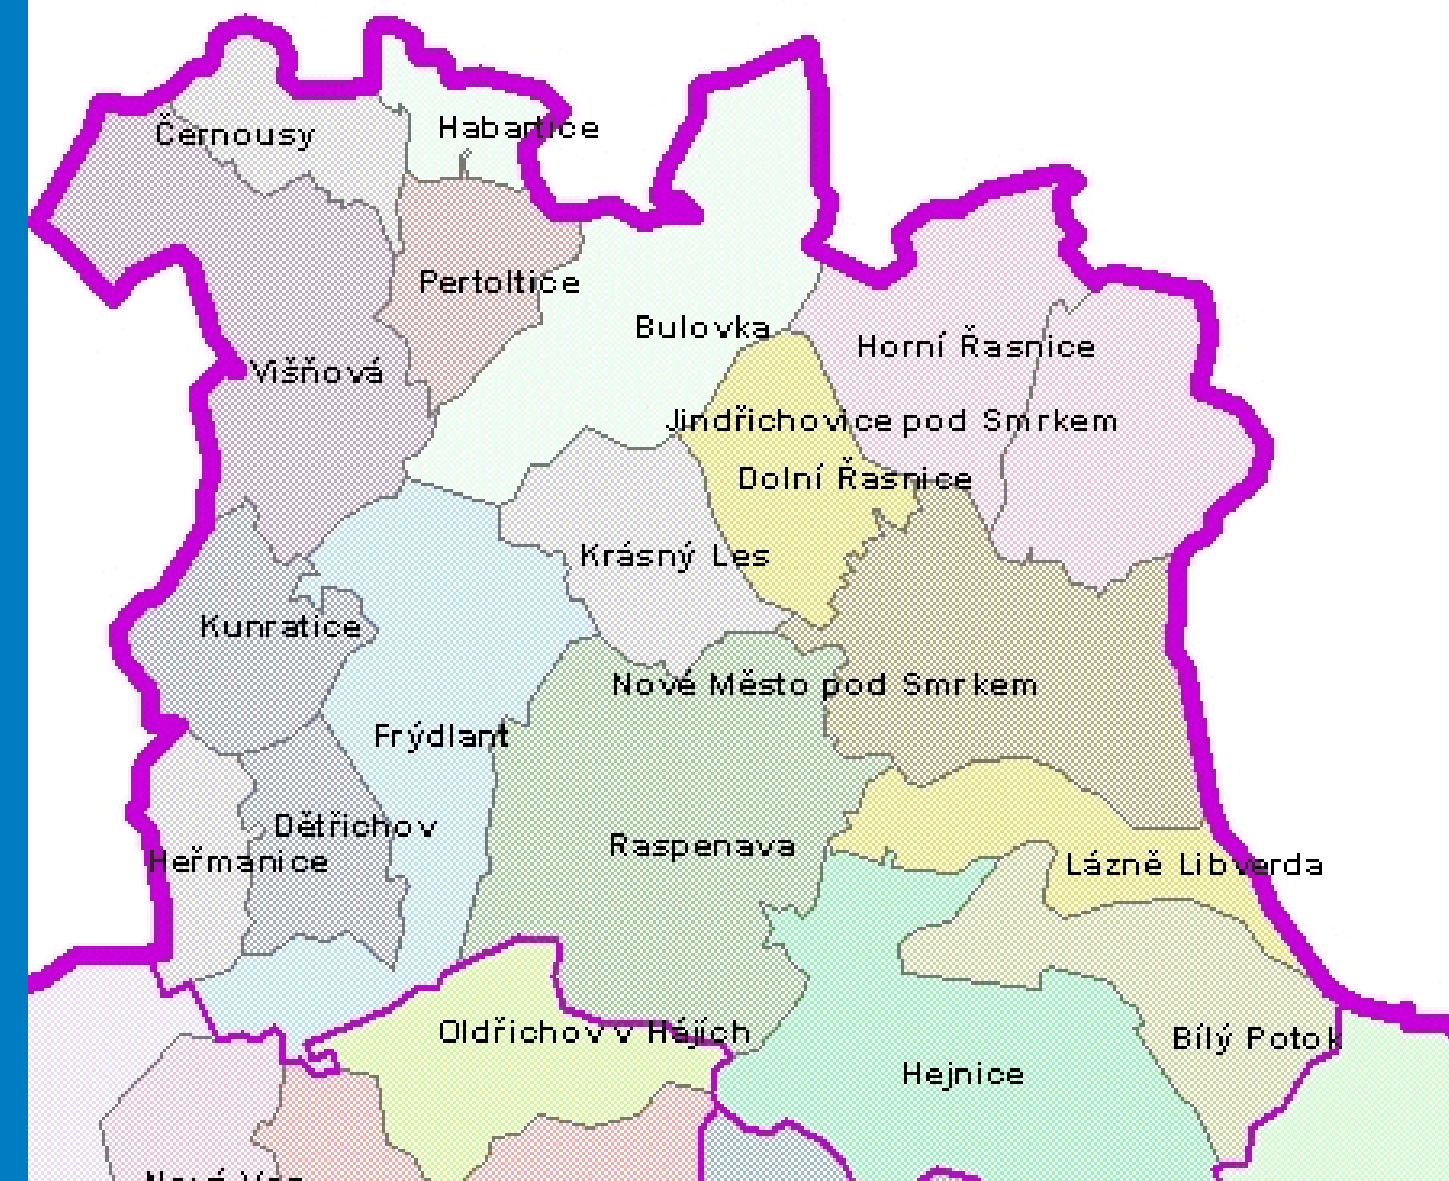 Černousy
Habartice
Pertoltice
Bulovka
Horní Řasnice
Višňová
Jindřichovice pod Smrkem
Dolní Řasnice
Krásný Les
Kunratice
Nové Město pod Smrkem
Frýdlant
Dětřichov
Raspenava
Heřmanice
Lázně Libverda
Oldřichov v Hájích
Bílý Potok
Hejnice